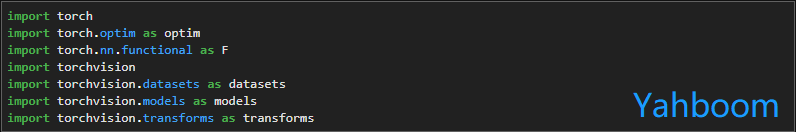 import torch
import torch.optim as optim
import torch.nn.functional as F
import torchvision
import torchvision.datasets as datasets
import torchvision.models as models
import torchvision.transforms as transforms
Yahboom